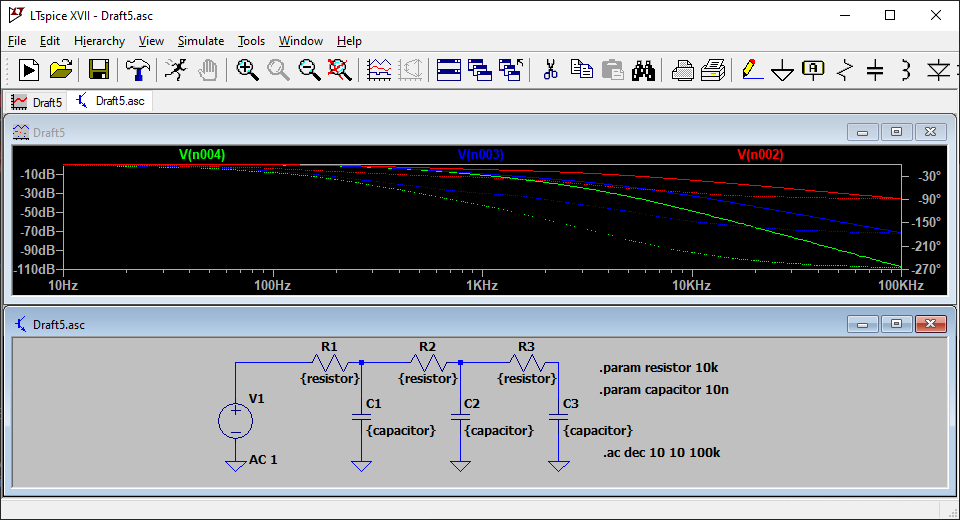 LTspice XVII - Draft5.asc
File Edit Hierarchy View Simulate Tools Window Help
A
Draft5 Draft5.asc
Draft5
V(n004) V(n003) V(n002)
-10dB
-30dB
-50dB
-70dB
-90dB
-110dB
-30°
-90°
-150°
-210°
-270°
10Hz 100Hz 1KHz 10KHz 100KHz
Draft5.asc
R1 R2 R3
{resistor} {resistor} {resistor}
.param resistor 10k
.param capacitor 10n
V1 C1 C2 C3
{capacitor} {capacitor} {capacitor}
AC 1
.ac dec 10 10 100k